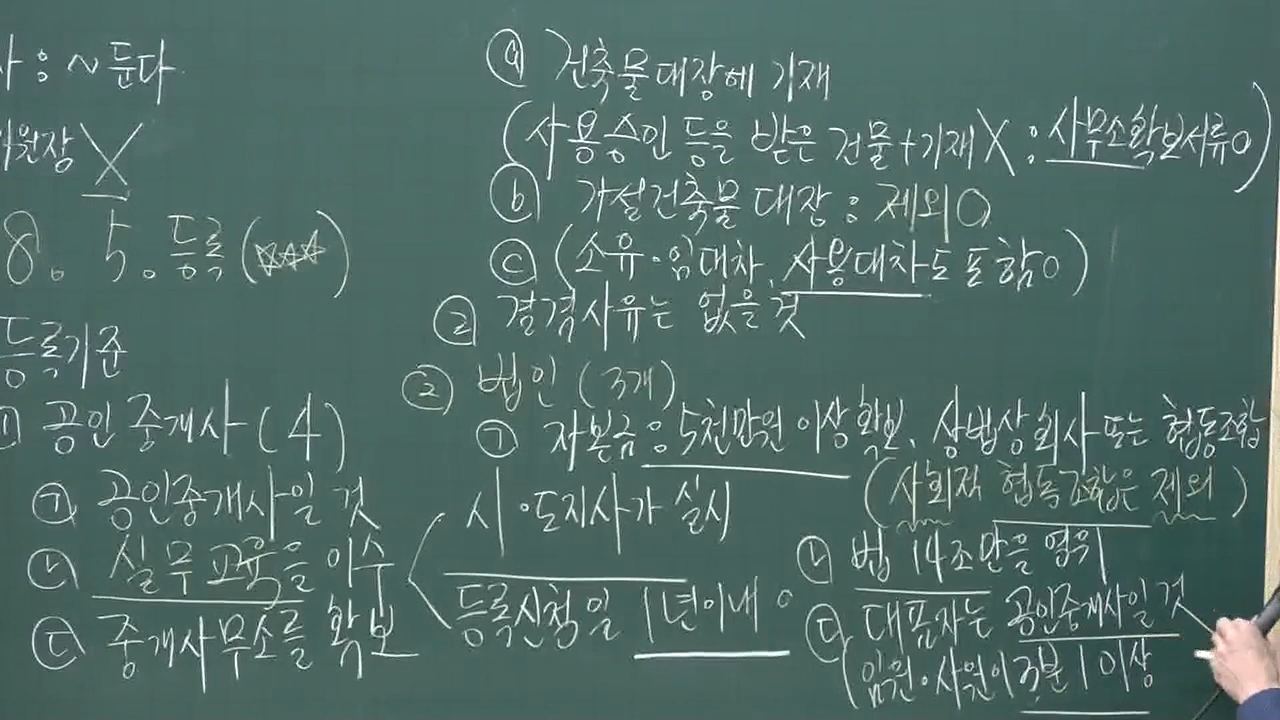 사 : ~ 둔다
위원장 X
8. 5. 등록 (☆☆☆)
등록기준
① 공인중개사 (4)
㉠ 공인중개사일 것
㉡ 실무교육을 이수
시·도지사가 실시
등록신청일 1년이내
㉢ 중개사무소를 확보
ⓐ 건축물대장에 기재
(사용승인 등을 받은 건물+기재X : 사무소확보서류O)
ⓑ 가설건축물 대장 : 제외O
ⓒ (소유·임대차, 사용대차도 포함O)
㉣ 결격사유는 없을 것
② 법인 (3개)
㉠ 자본금 : 5천만원 이상 확보, 상법상 회사 또는 협동조합
(사회적 협동조합은 제외)
㉡ 법 14조만을 영위
㉢ 대표자는 공인중개사일 것
(임원·사원이 3분 1 이상